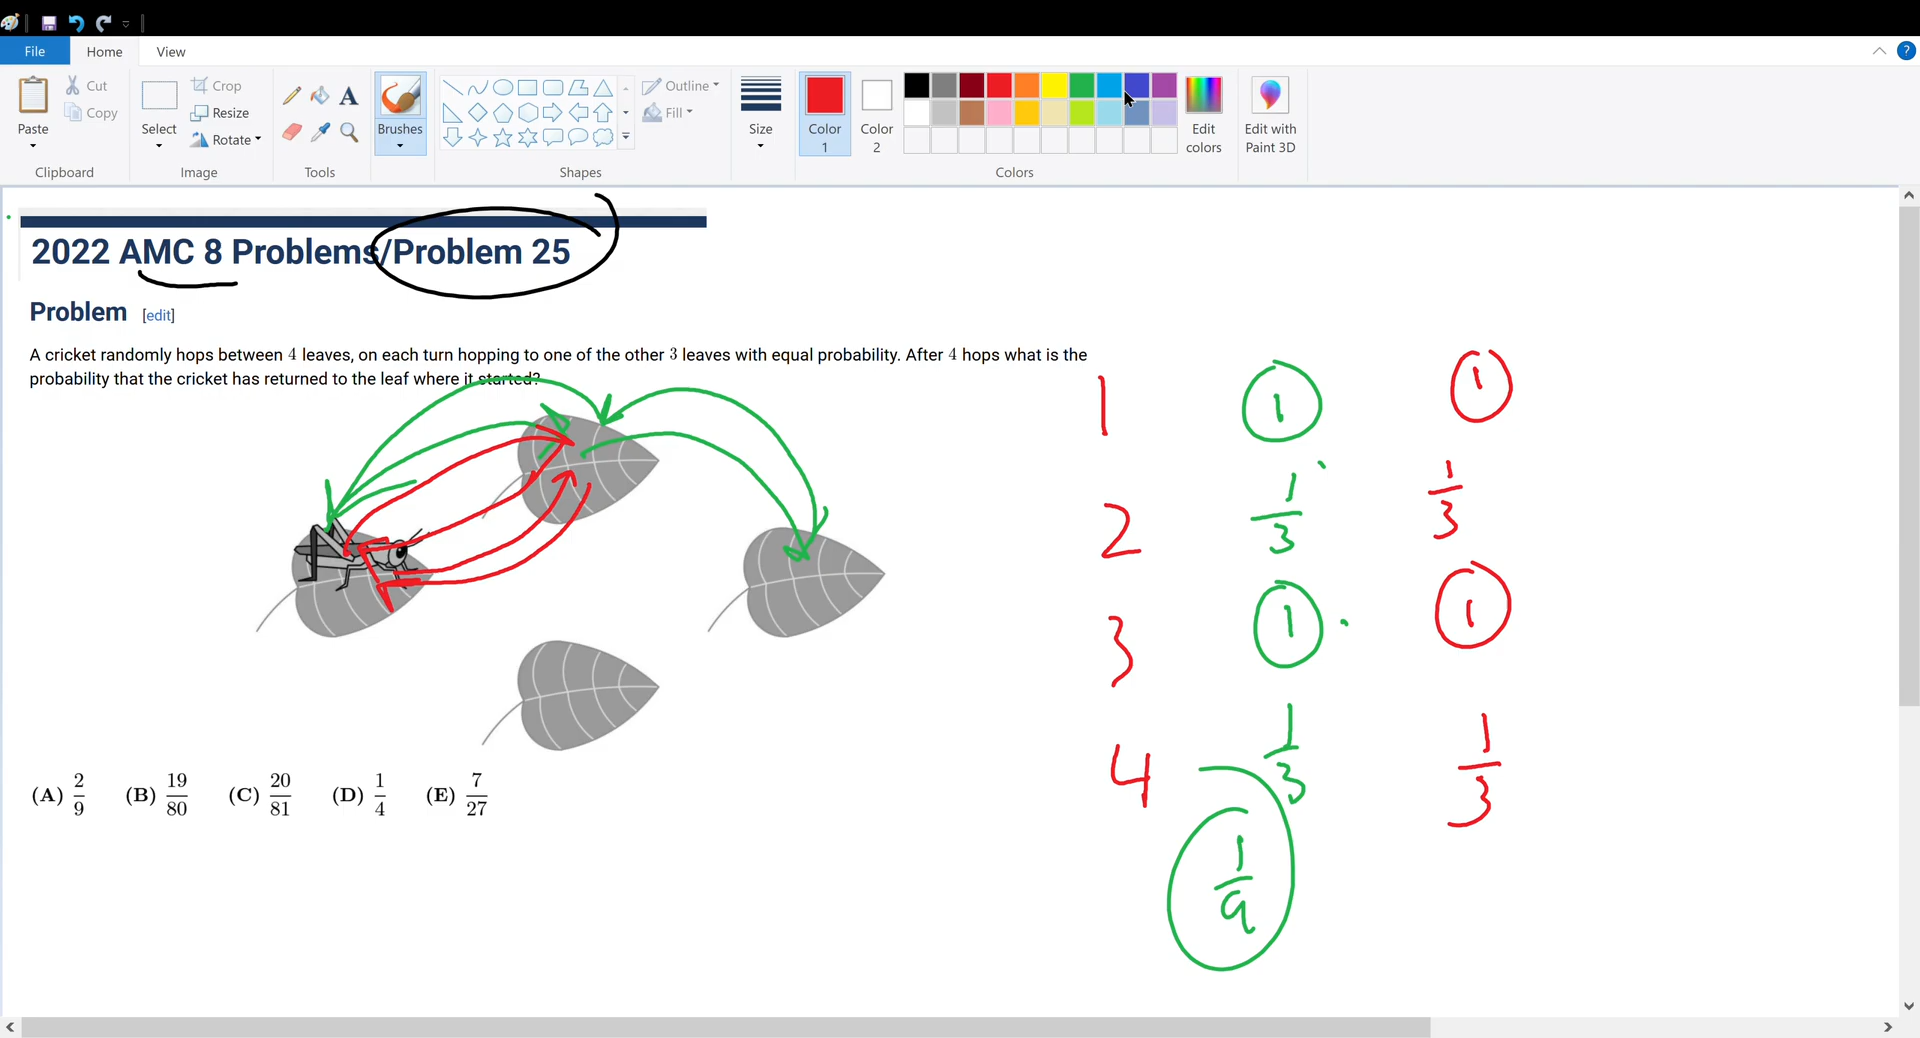 File Home View
Paste
Cut
Copy
Clipboard
Select
Crop
Resize
Rotate
Image
A
Tools
Brushes
Outline
Fill
Shapes
Size
Color 1
Color 2
Edit colors
Edit with Paint 3D
Colors
?
2022 AMC 8 Problems/Problem 25
Problem [edit]
A cricket randomly hops between 4 leaves, on each turn hopping to one of the other 3 leaves with equal probability. After 4 hops what is the
probability that the cricket has returned to the leaf where it started?
1 1 1
2 1/3 1/3
3 1 1
4 1/3 1/3
1/9
(A) 2/9 (B) 19/80 (C) 20/81 (D) 1/4 (E) 7/27